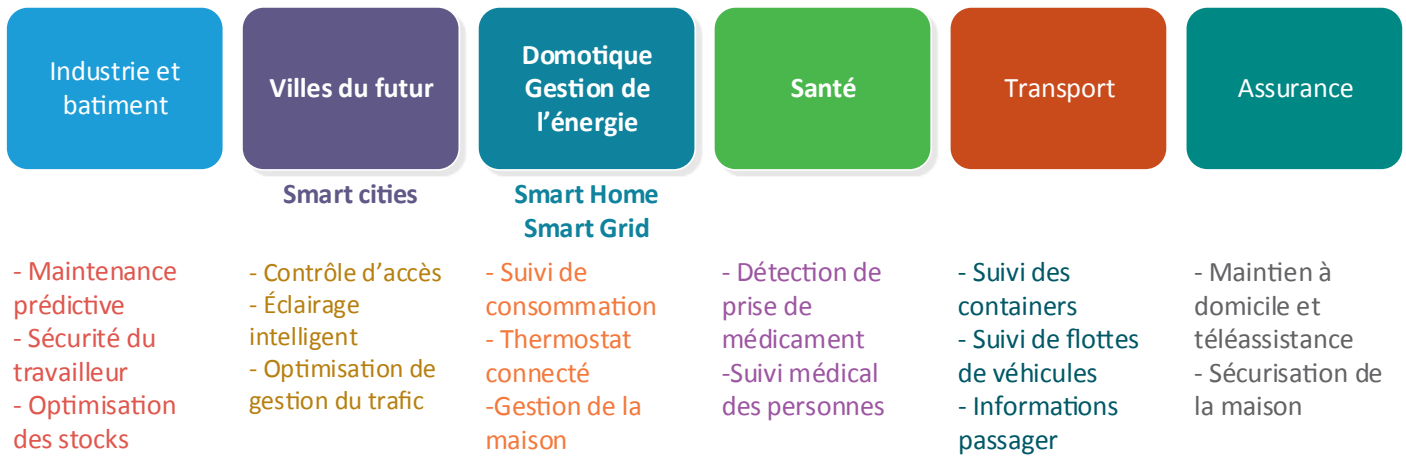 Industrie et
batiment
Villes du futur
Smart cities
Domotique
Gestion de
l’énergie
Smart Home
Smart Grid
Santé
Transport
Assurance
- Maintenance
prédictive
- Sécurité du
travailleur
- Optimisation
des stocks
- Contrôle d’accès
- Éclairage
intelligent
- Optimisation de
gestion du trafic
- Suivi de
consommation
- Thermostat
connecté
-Gestion de la
maison
- Détection de
prise de
médicament
-Suivi médical
des personnes
- Suivi des
containers
- Suivi de flottes
de véhicules
- Informations
passager
- Maintien à
domicile et
téléassistance
- Sécurisation de
la maison